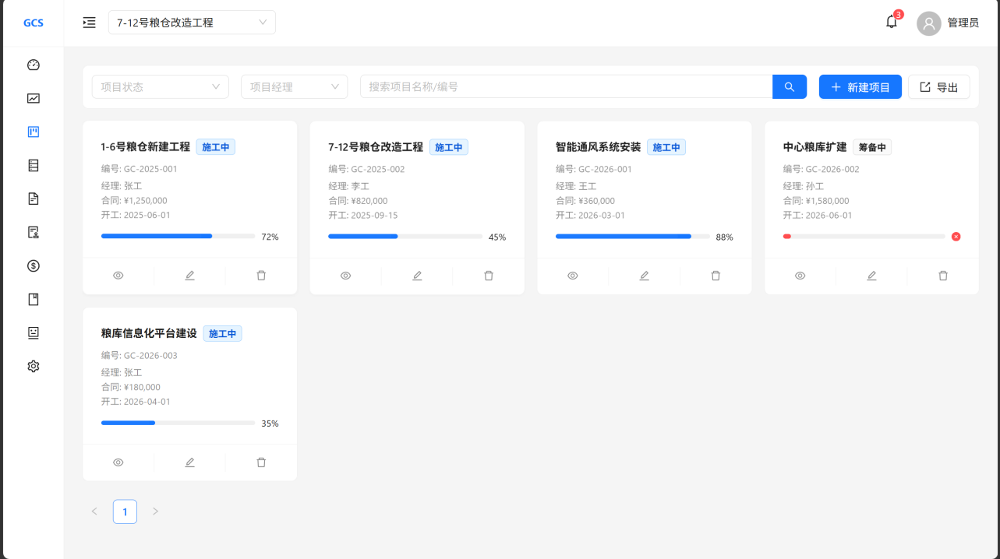 GCS
7-12号粮仓改造工程
3
管理员
项目状态
项目经理
搜索项目名称/编号
新建项目
导出
1-6号粮仓新建工程 施工中
编号: GC-2025-001
经理: 张工
合同: ¥1,250,000
开工: 2025-06-01
72%
7-12号粮仓改造工程 施工中
编号: GC-2025-002
经理: 李工
合同: ¥820,000
开工: 2025-09-15
45%
智能通风系统安装 施工中
编号: GC-2026-001
经理: 王工
合同: ¥360,000
开工: 2026-03-01
88%
中心粮库扩建 筹备中
编号: GC-2026-002
经理: 孙工
合同: ¥1,580,000
开工: 2026-06-01
粮库信息化平台建设 施工中
编号: GC-2026-003
经理: 张工
合同: ¥180,000
开工: 2026-04-01
35%
1